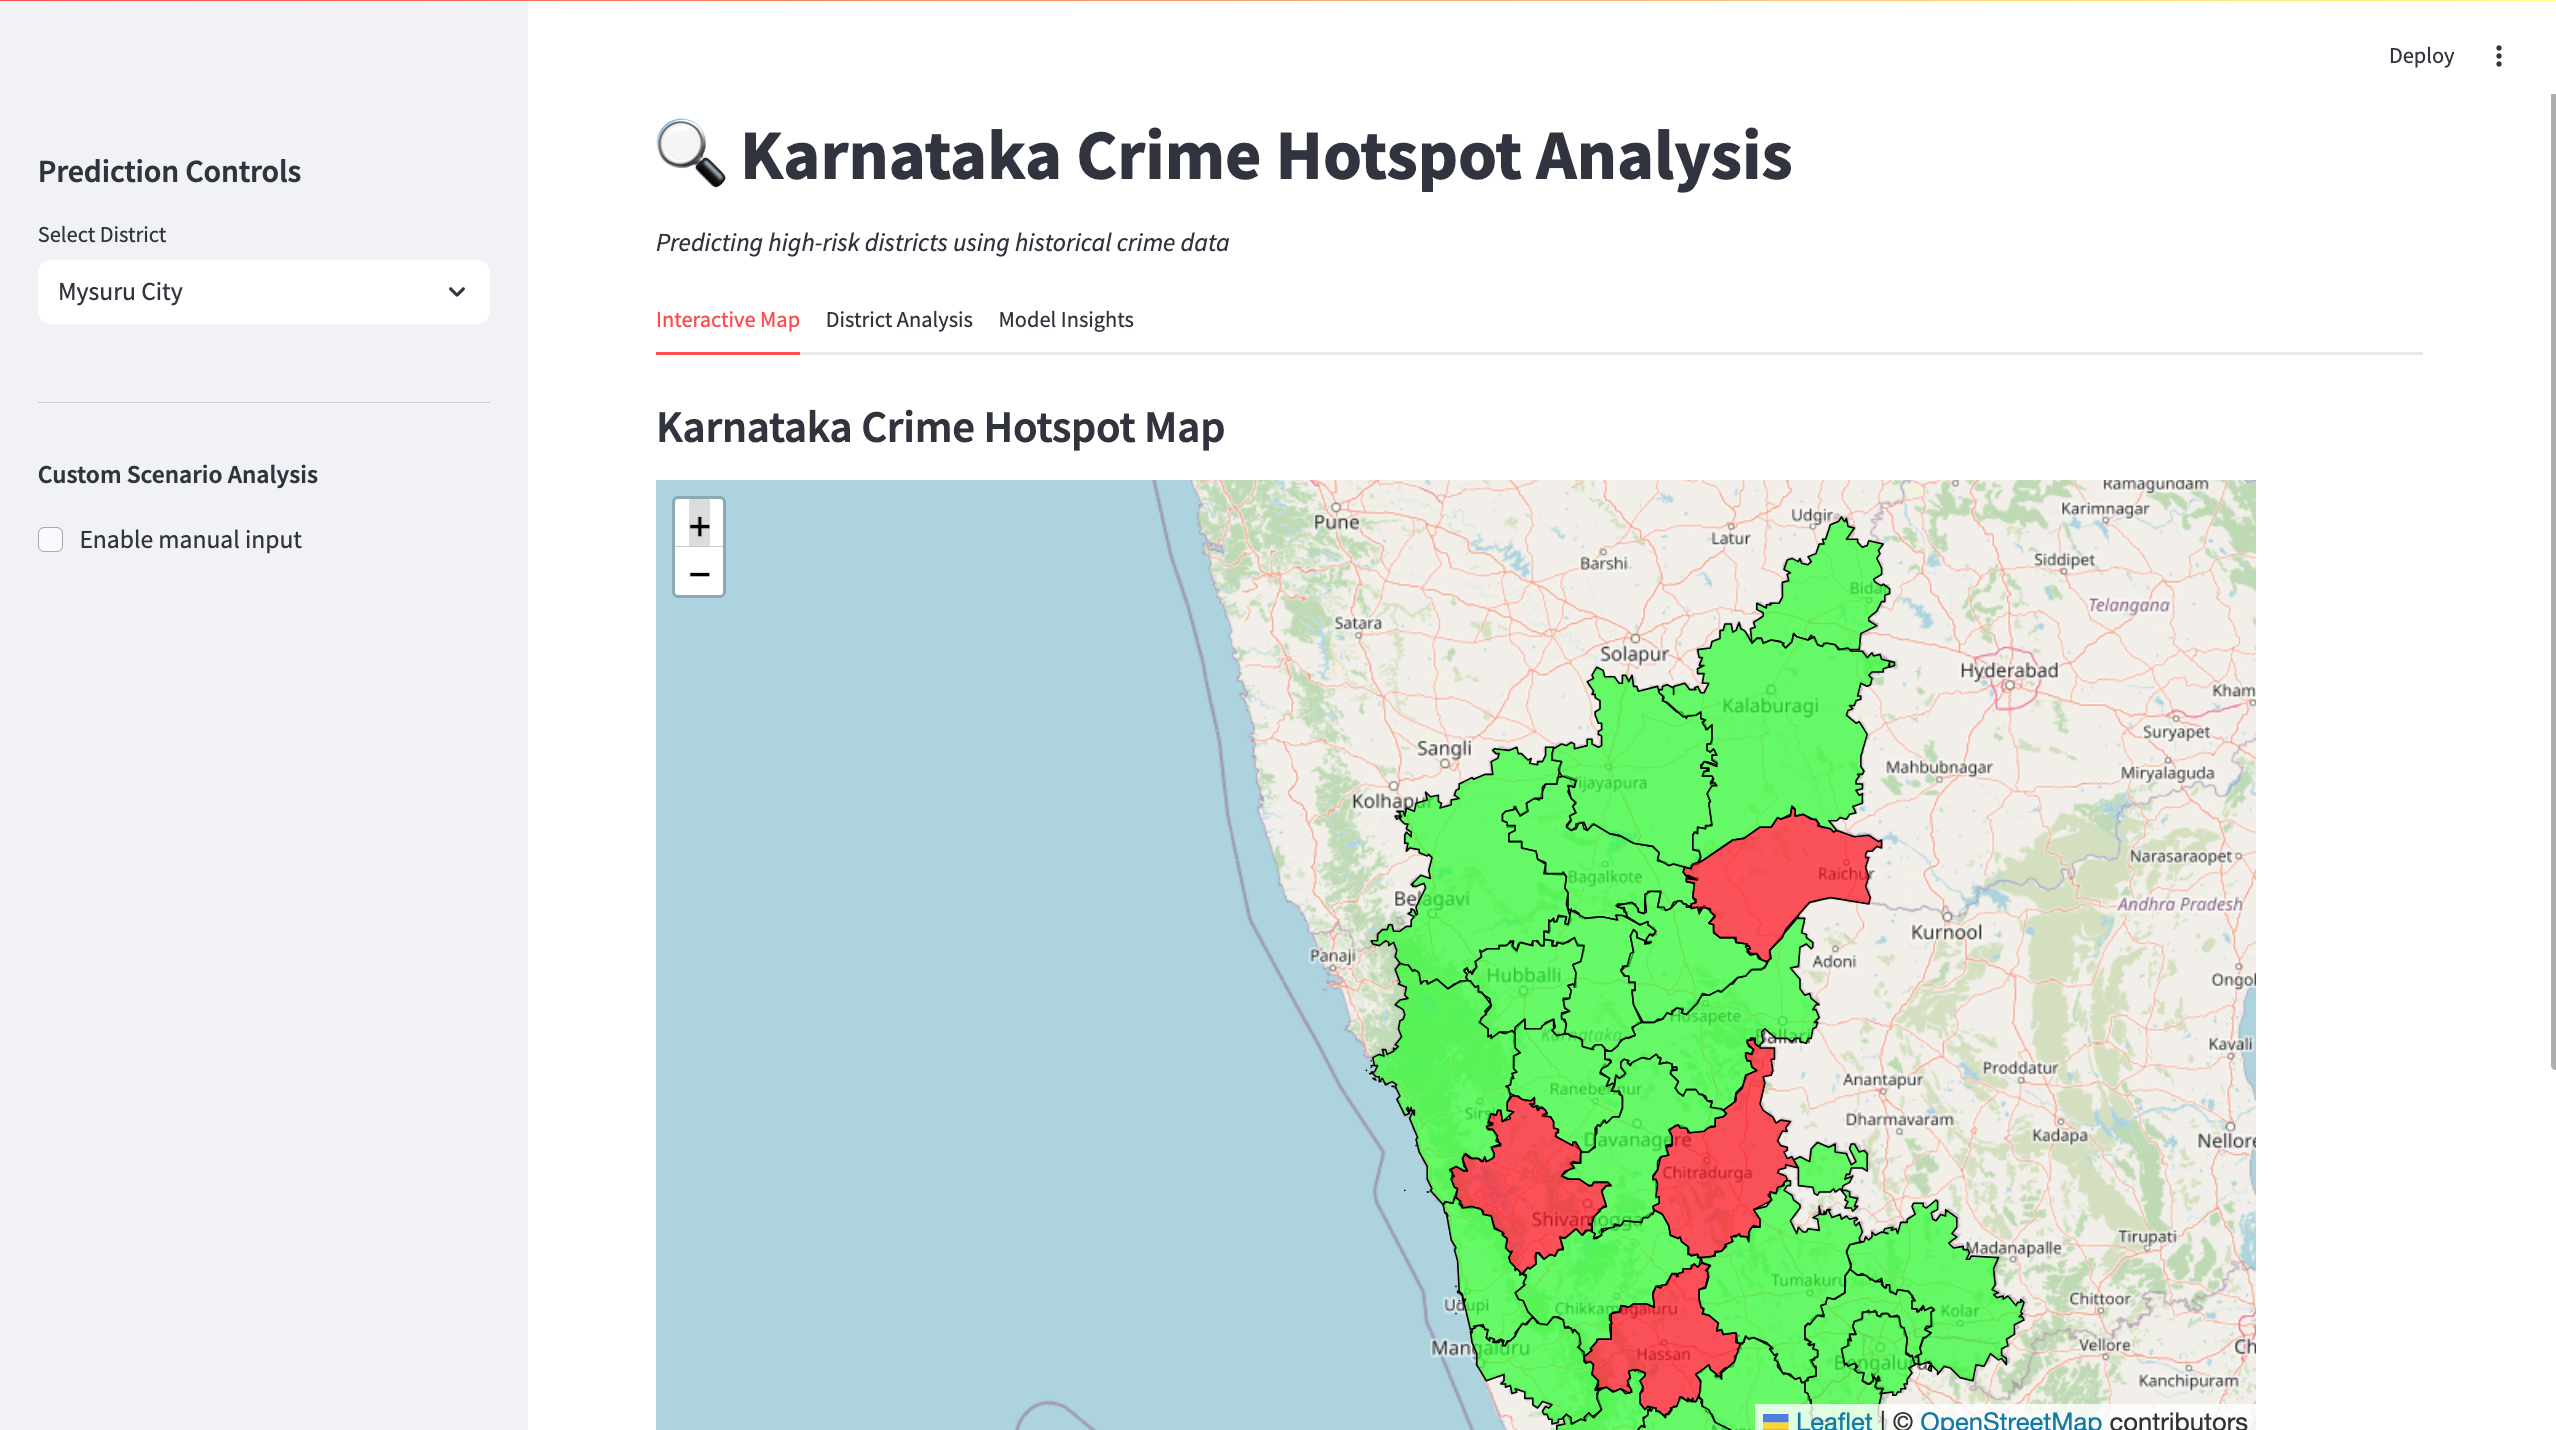 Deploy
Prediction Controls
Select District
Mysuru City
Custom Scenario Analysis
Enable manual input
🔍 Karnataka Crime Hotspot Analysis
Predicting high-risk districts using historical crime data
Interactive Map District Analysis Model Insights
Karnataka Crime Hotspot Map
+
−
Ramagundam
Karimnagar
Pune
Udgir
Latur
Barshi
Siddipet
Telangana
Satara
Solapur
Hyderabad
Kham
Kalaburagi
Suryapet
Sangli
Mahbubnagar
Miryalaguda
ijayapura
Kolhapur
Narasaraopet
Raichur
Bagalkote
Belagavi
Andhra Pradesh
Kurnool
Panaji
Adoni
Hubballi
Ongol
Hosapete
Karnataka
Ballari
Kavali
Proddatur
Anantapur
Ranebennur
Dharmavaram
Sirsi
Kadapa
Nellore
Davanagere
Chitradurga
Shivamogga
Tirupati
Madanapalle
Tumakuru
Chittoor
Udupi
Chikkamagaluru
Kolar
Vellore
Ch
Mangaluru
Hassan
Bengaluru
Kanchipuram
Leaflet | © OpenStreetMap contributors